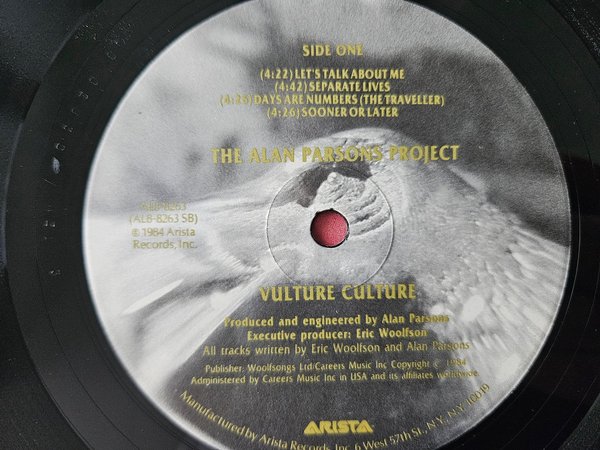 SIDE ONE
(4:22) LET'S TALK ABOUT ME
(4:42) SEPARATE LIVES
DAYS ARE NUMBERS (THE TRAVELLER)
(4:26) SOONER OR LATER
THE ALAN PARSONS PROJECT
(AL8-8263 SB)
℗ 1984 Arista
Records, Inc.
VULTURE CULTURE
Produced and engineered by Alan Parsons
Executive producer: Eric Woolfson
All tracks written by Eric Woolfson and Alan Parsons
Publisher: Woolfsongs Ltd/Careers Music Inc Copyright © 1984
Administered by Careers Music Inc in USA and its affiliates worldwide.
ARISTA
Manufactured by Arista Records, Inc. 6 West 57th St., N.Y., N.Y. 10019